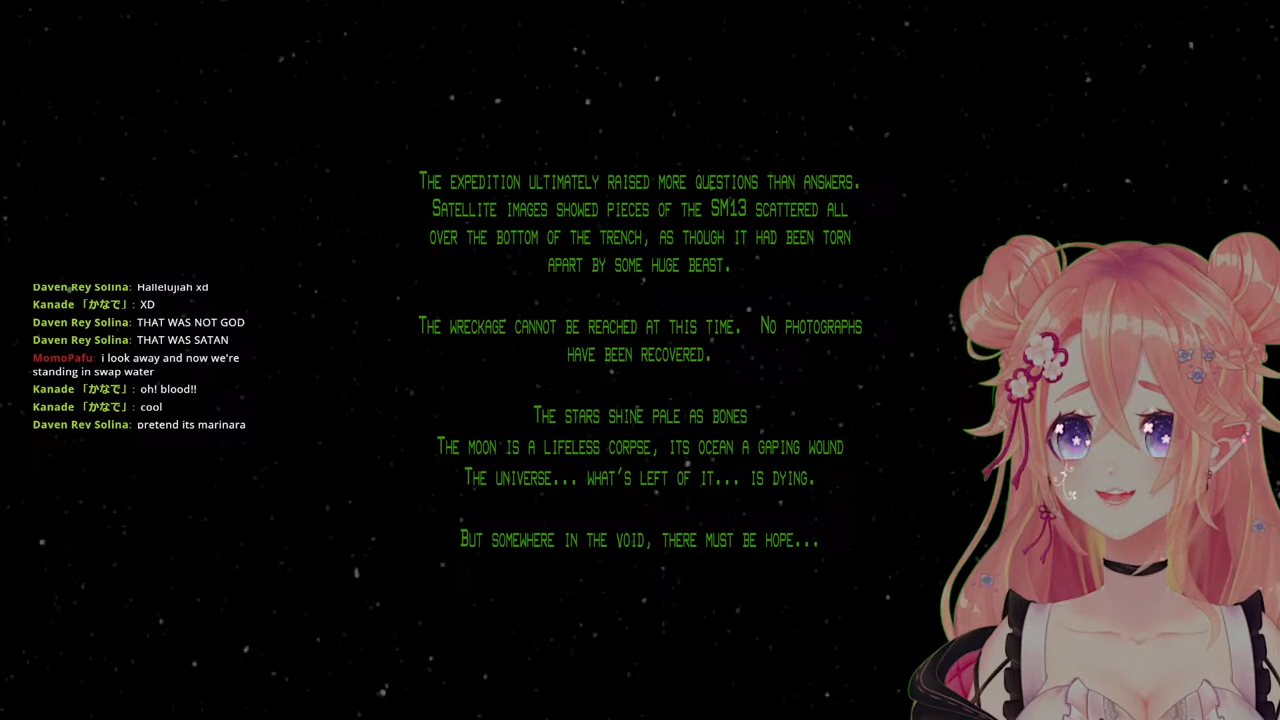 Daven Rey Solina: Hallelujiah xd
Kanade 「かなで」: XD
Daven Rey Solina: THAT WAS NOT GOD
Daven Rey Solina: THAT WAS SATAN
MomoPafu: i look away and now we're
standing in swap water
Kanade 「かなで」: oh! blood!!
Kanade 「かなで」: cool
Daven Rey Solina: pretend its marinara
THE EXPEDITION ULTIMATELY RAISED MORE QUESTIONS THAN ANSWERS.
SATELLITE IMAGES SHOWED PIECES OF THE SM13 SCATTERED ALL
OVER THE BOTTOM OF THE TRENCH, AS THOUGH IT HAD BEEN TORN
APART BY SOME HUGE BEAST.
THE WRECKAGE CANNOT BE REACHED AT THIS TIME. NO PHOTOGRAPHS
HAVE BEEN RECOVERED.
THE STARS SHINE PALE AS BONES
THE MOON IS A LIFELESS CORPSE, ITS OCEAN A GAPING WOUND
THE UNIVERSE... WHAT'S LEFT OF IT... IS DYING.
BUT SOMEWHERE IN THE VOID, THERE MUST BE HOPE...